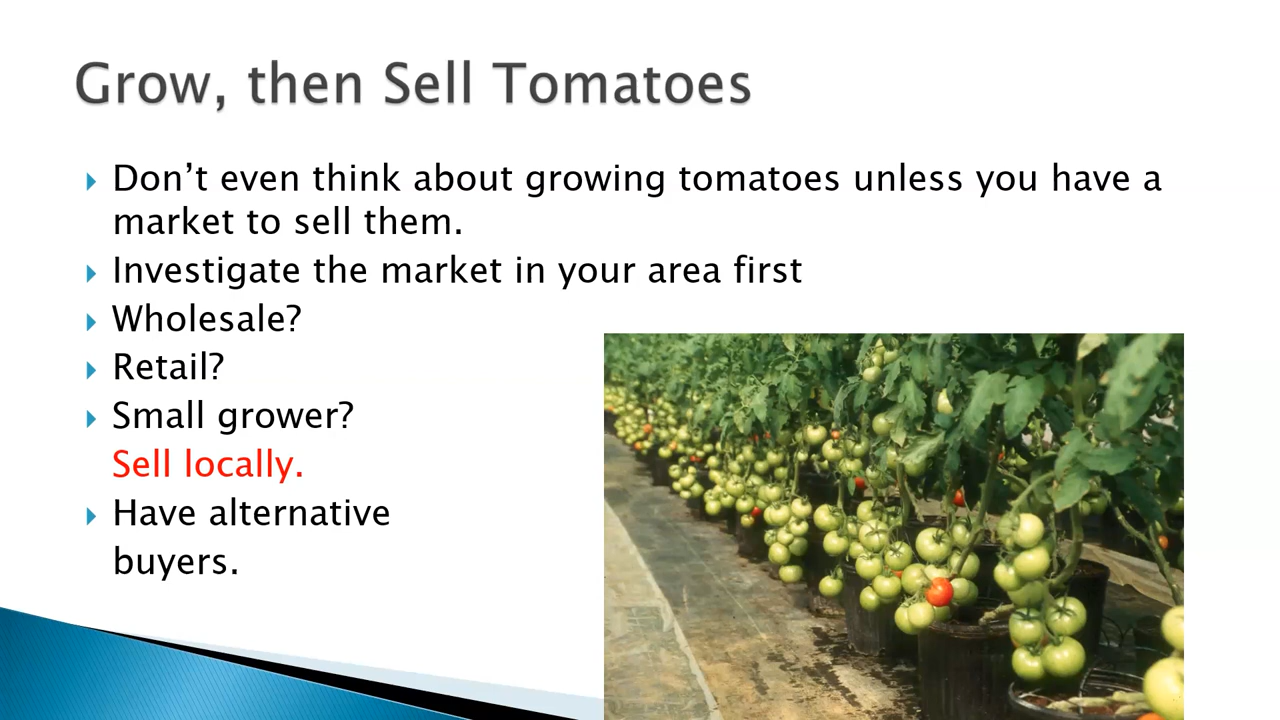 Grow, then Sell Tomatoes
Don’t even think about growing tomatoes unless you have a
market to sell them.
Investigate the market in your area first
Wholesale?
Retail?
Small grower?
Sell locally.
Have alternative
buyers.